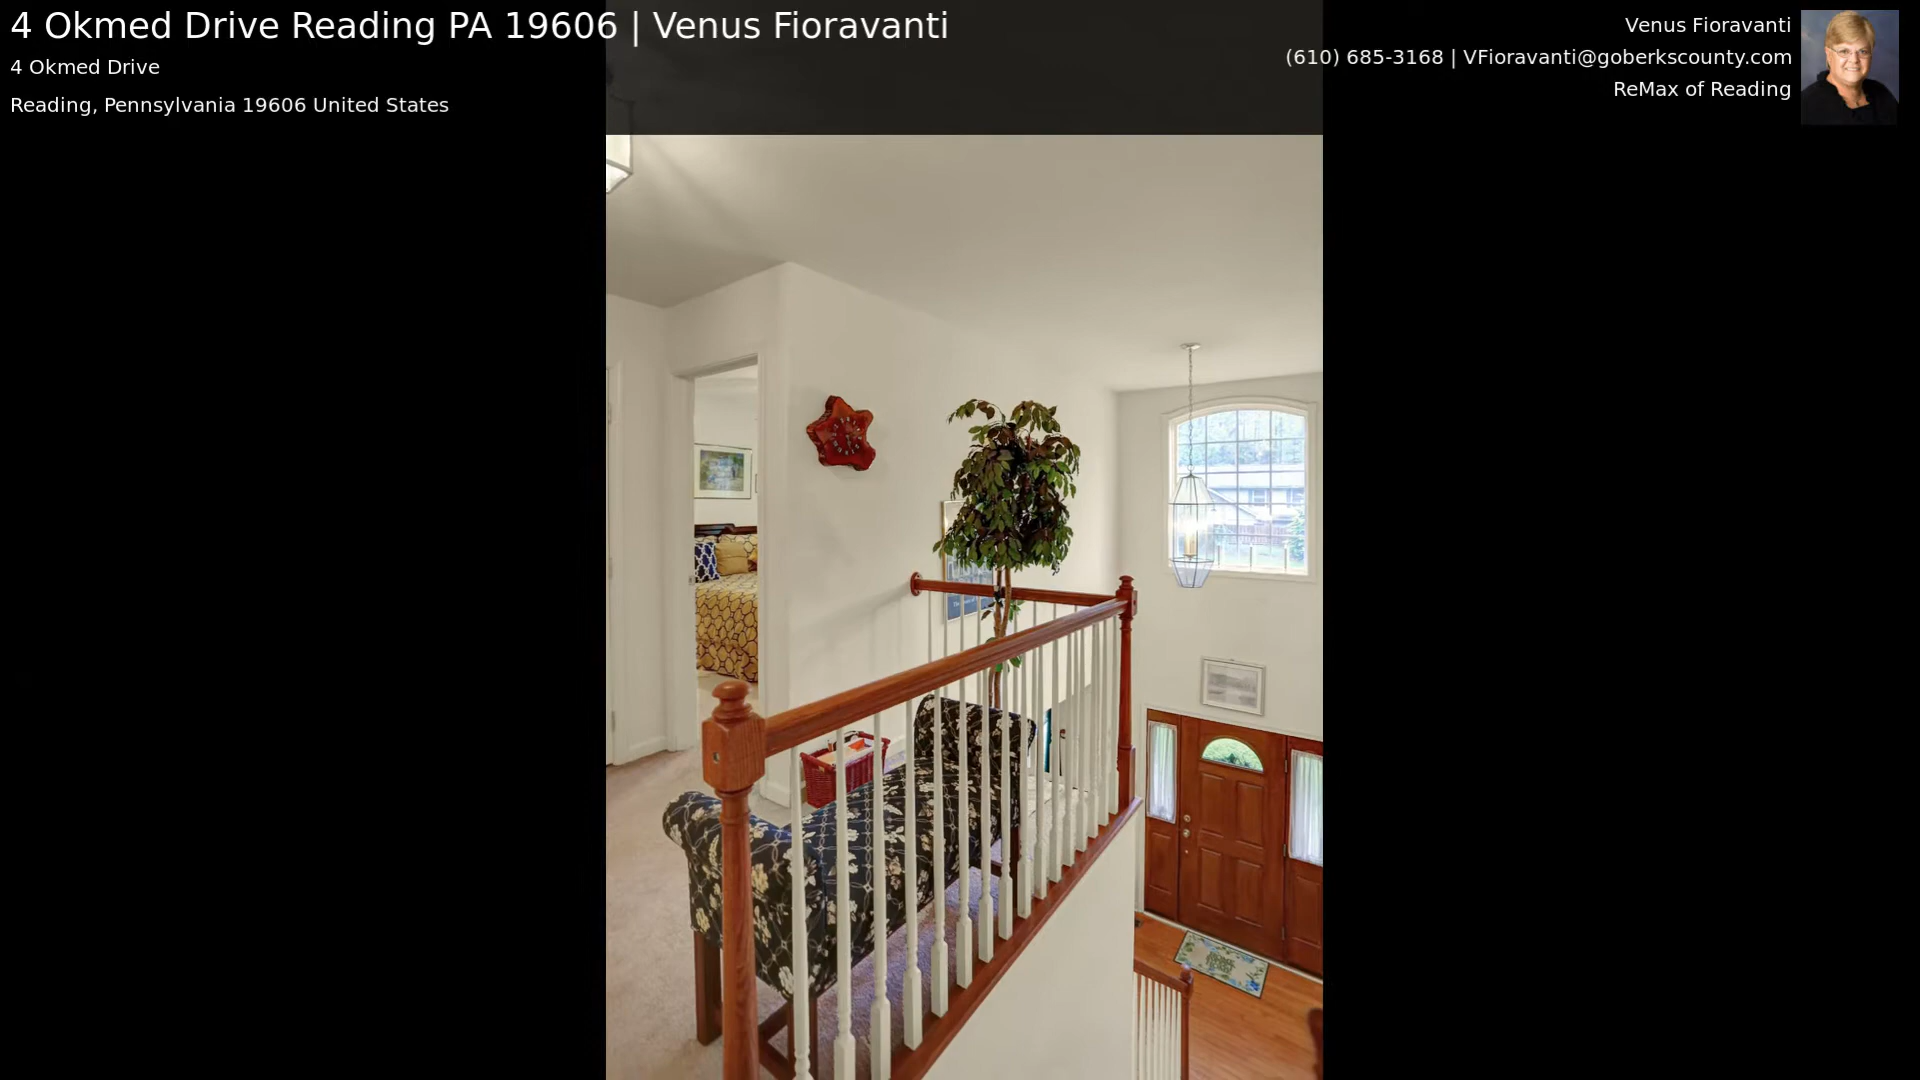 4 Okmed Drive Reading PA 19606 | Venus Fioravanti
4 Okmed Drive
Reading, Pennsylvania 19606 United States
Venus Fioravanti
(610) 685-3168 | VFioravanti@goberkscounty.com
ReMax of Reading